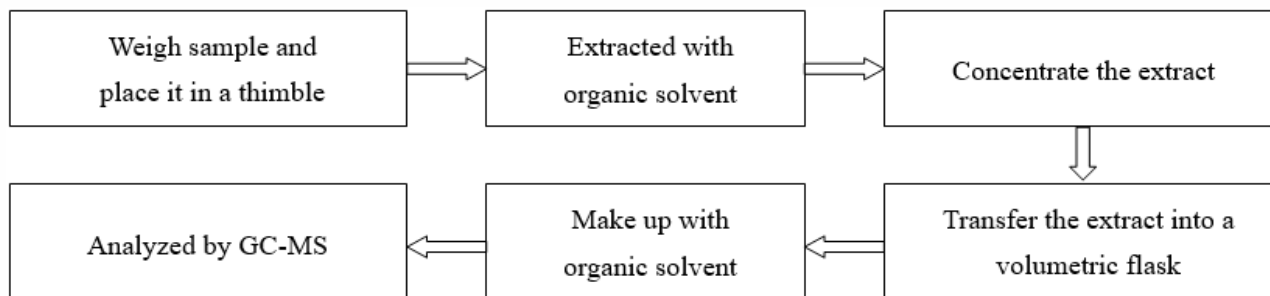 Weigh sample and
place it in a thimble
Extracted with
organic solvent
Concentrate the extract
Transfer the extract into a
volumetric flask
Make up with
organic solvent
Analyzed by GC-MS